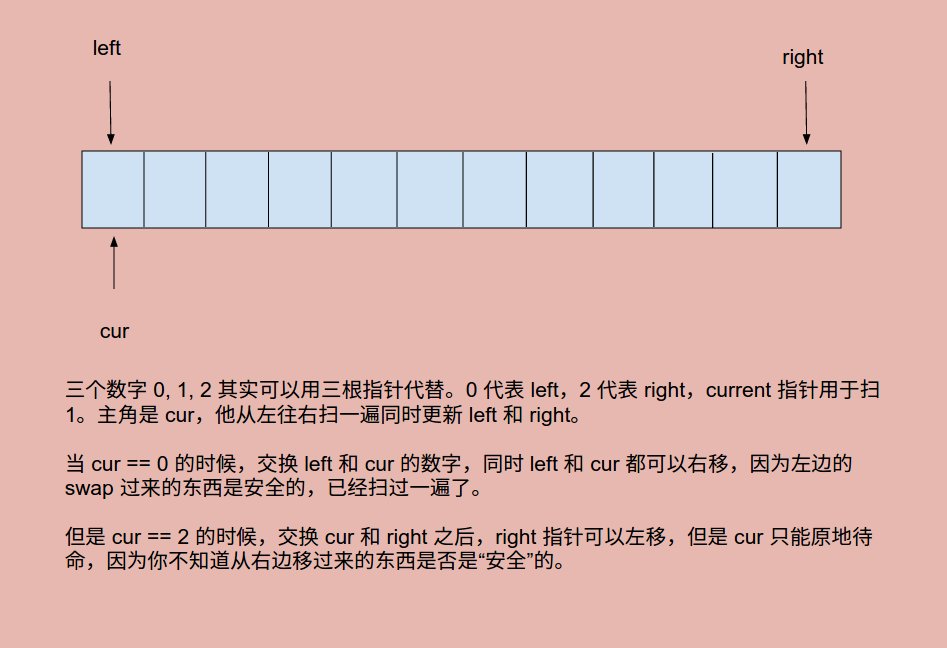 left
right
cur
三个数字 0, 1, 2 其实可以用三根指针代替。0 代表 left，2 代表 right，current 指针用于扫
1。主角是 cur，他从左往右扫一遍同时更新 left 和 right。
当 cur == 0 的时候，交换 left 和 cur 的数字，同时 left 和 cur 都可以右移，因为左边的
swap 过来的东西是安全的，已经扫过一遍了。
但是 cur == 2 的时候，交换 cur 和 right 之后，right 指针可以左移，但是 cur 只能原地待
命，因为你不知道从右边移过来的东西是否是“安全”的。